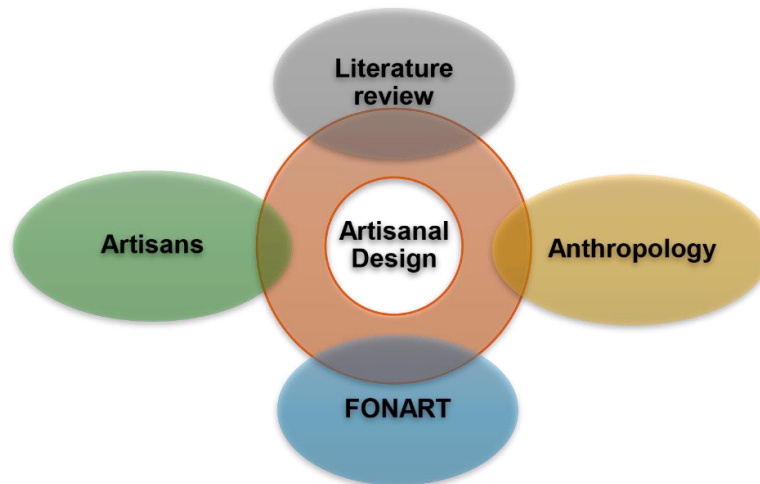 Literature
review
Artisans
Artisanal
Design
Anthropology
FONART